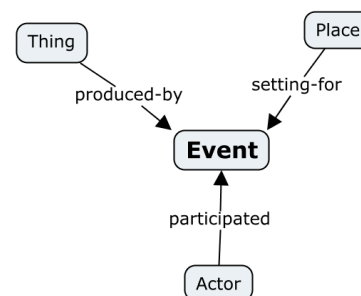 Thing
Place
produced-by
setting-for
Event
participated
Actor